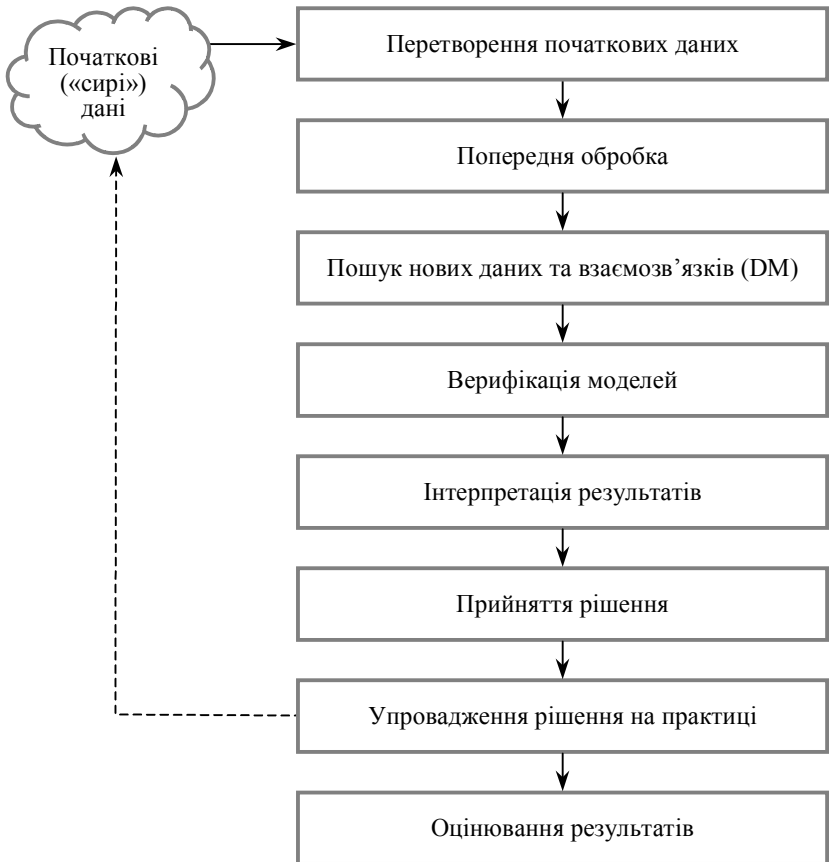 Початкові
(«сирі»)
дані
Перетворення початкових даних
Попередня обробка
Пошук нових даних та взаємозв’язків (DM)
Верифікація моделей
Інтерпретація результатів
Прийняття рішення
Упровадження рішення на практиці
Оцінювання результатів